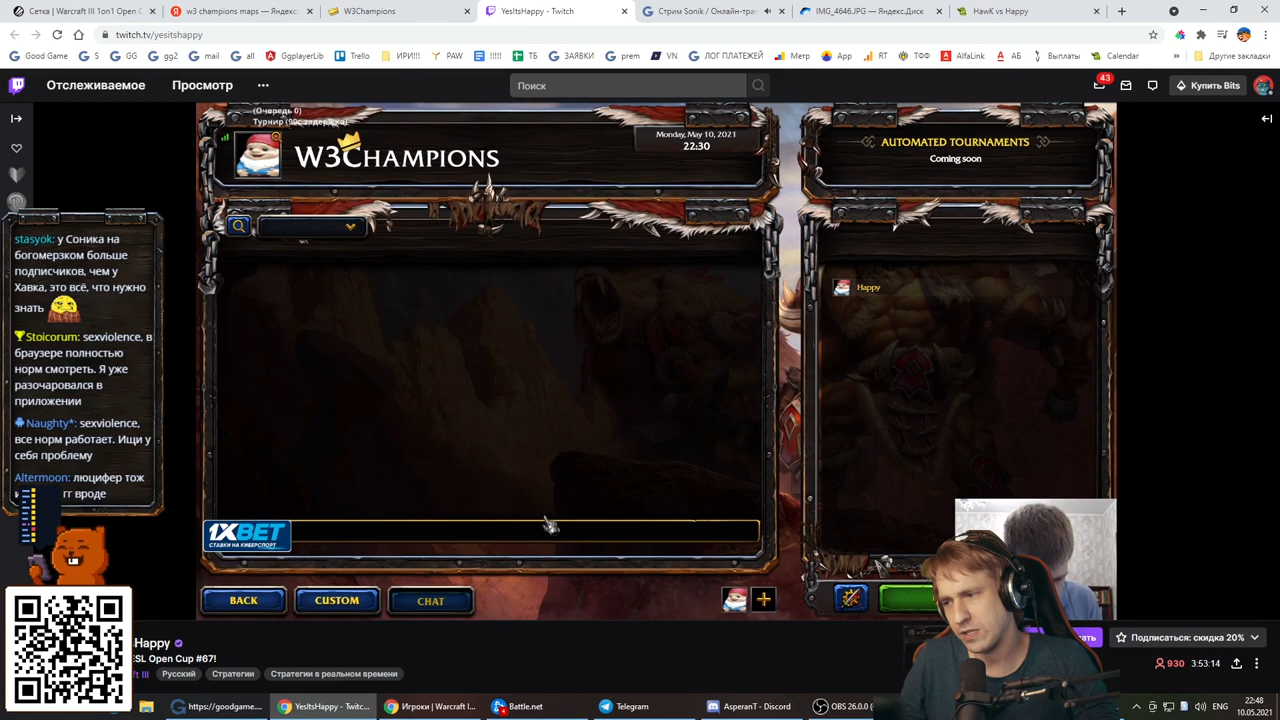 Сетка | Warcraft III 1on1 Open C
w3 champions maps — Яндекс:
W3Champions
YesItsHappy - Twitch
Стрим Sonik / Онлайн-тра
IMG_4646.JPG — Яндекс.Диск
HawK vs Happy
twitch.tv/yesitshappy
Good Game
S
GG
gg2
mail
all
GgplayerLib
Trello
ИРИ!!!
PAW
!!!!!
ТБ
ЗАЯВКИ
prem
VN
ЛОГ ПЛАТЕЖЕЙ
Метр
App
RT
ТФФ
AlfaLink
АБ
Выплаты
Calendar
»
Другие закладки
Отслеживаемое
Просмотр
Поиск
43
Купить Bits
(Очередь 0)
Турнир (90с задержка)
W3Champions
Monday, May 10, 2021
22:30
AUTOMATED TOURNAMENTS
Coming soon
Happy
stasyok: у Соника на
богомерзком больше
подписчиков, чем у
Хавка, это всё, что нужно
знать
Stoicorum: sexviolence, в
браузере полностью
норм смотреть. Я уже
разочаровался в
приложении
Naughty*: sexviolence,
все норм работает. Ищи у
себя проблему
Altermoon: люцифер тож
гг вроде
1XBET
СТАВКИ НА КИБЕРСПОРТ
BACK
CUSTOM
CHAT
Happy
ESL Open Cup #67!
Русский
Стратегии
Стратегии в реальном времени
Подписаться: скидка 20%
930
3:53:14
https://goodgame....
YesItsHappy - Twitc...
Игроки | Warcraft I...
Battle.net
Telegram
AsperanT - Discord
OBS 26.0.0
ENG
22:48
10.05.2021